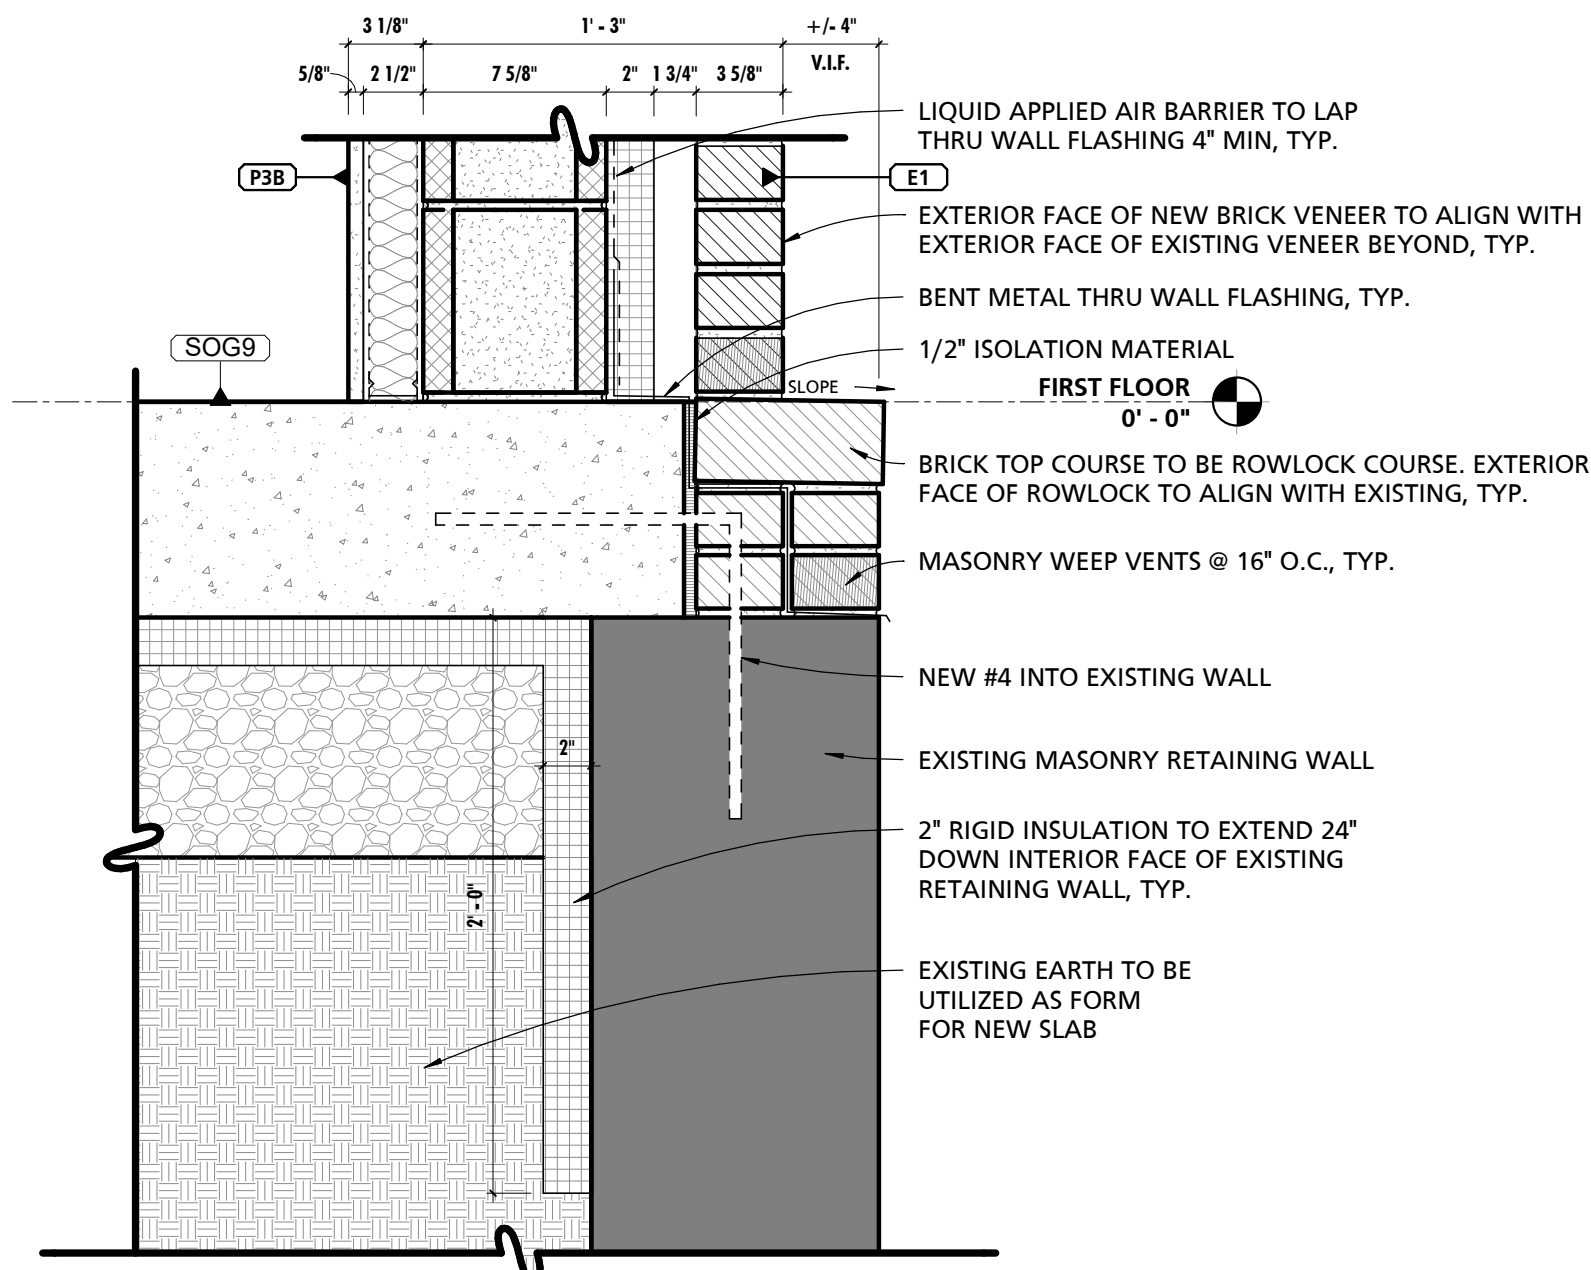 3 1/8"
1' - 3"
+/- 4"
V.I.F.
5/8"
2 1/2"
7 5/8"
2"
1 3/4"
3 5/8"
LIQUID APPLIED AIR BARRIER TO LAP
THRU WALL FLASHING 4" MIN, TYP.
P3B
E1
EXTERIOR FACE OF NEW BRICK VENEER TO ALIGN WITH
EXTERIOR FACE OF EXISTING VENEER BEYOND, TYP.
BENT METAL THRU WALL FLASHING, TYP.
SOG9
1/2" ISOLATION MATERIAL
SLOPE
FIRST FLOOR
0' - 0"
BRICK TOP COURSE TO BE ROWLOCK COURSE. EXTERIOR
FACE OF ROWLOCK TO ALIGN WITH EXISTING, TYP.
MASONRY WEEP VENTS @ 16" O.C., TYP.
NEW #4 INTO EXISTING WALL
2"
EXISTING MASONRY RETAINING WALL
2" RIGID INSULATION TO EXTEND 24"
DOWN INTERIOR FACE OF EXISTING
RETAINING WALL, TYP.
2' - 0"
EXISTING EARTH TO BE
UTILIZED AS FORM
FOR NEW SLAB